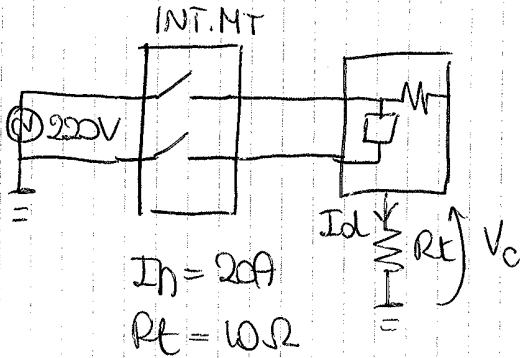 INT.MT
220V
Id
Rt
Vc
In = 20A
Rt = 10Ω